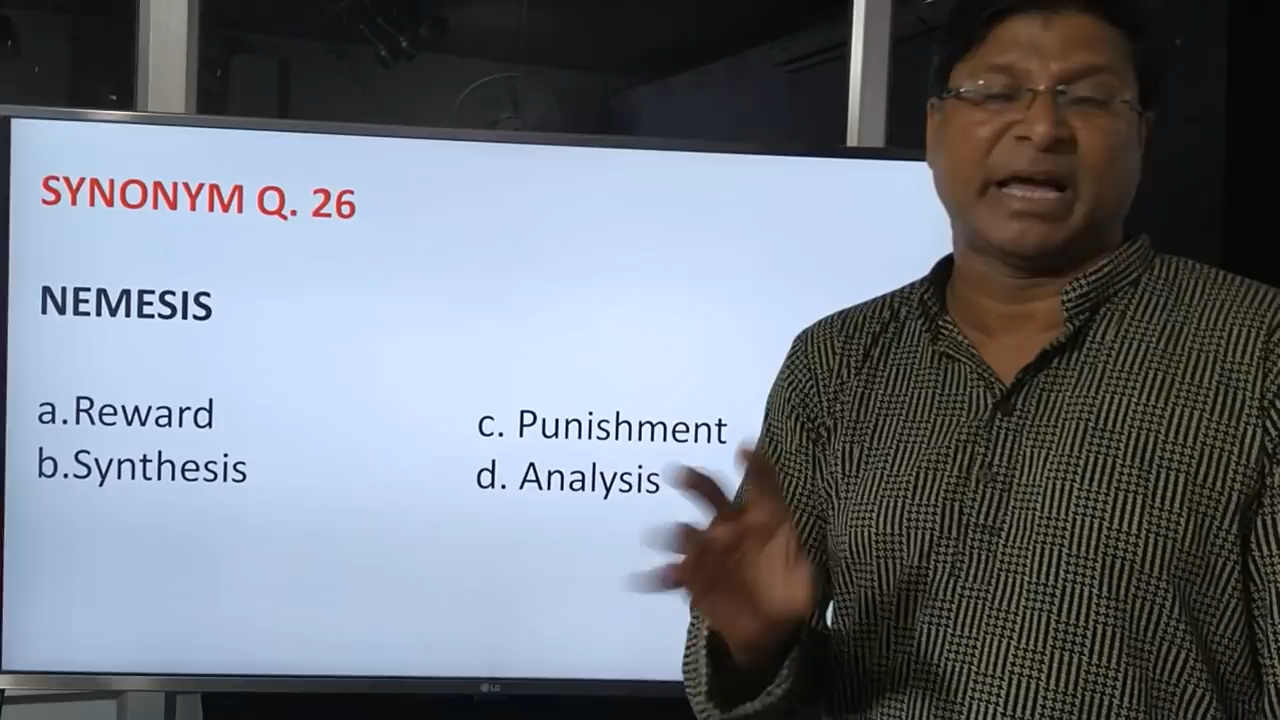 SYNONYM Q. 26
NEMESIS
a.Reward
b.Synthesis
c. Punishment
d. Analysis
LG